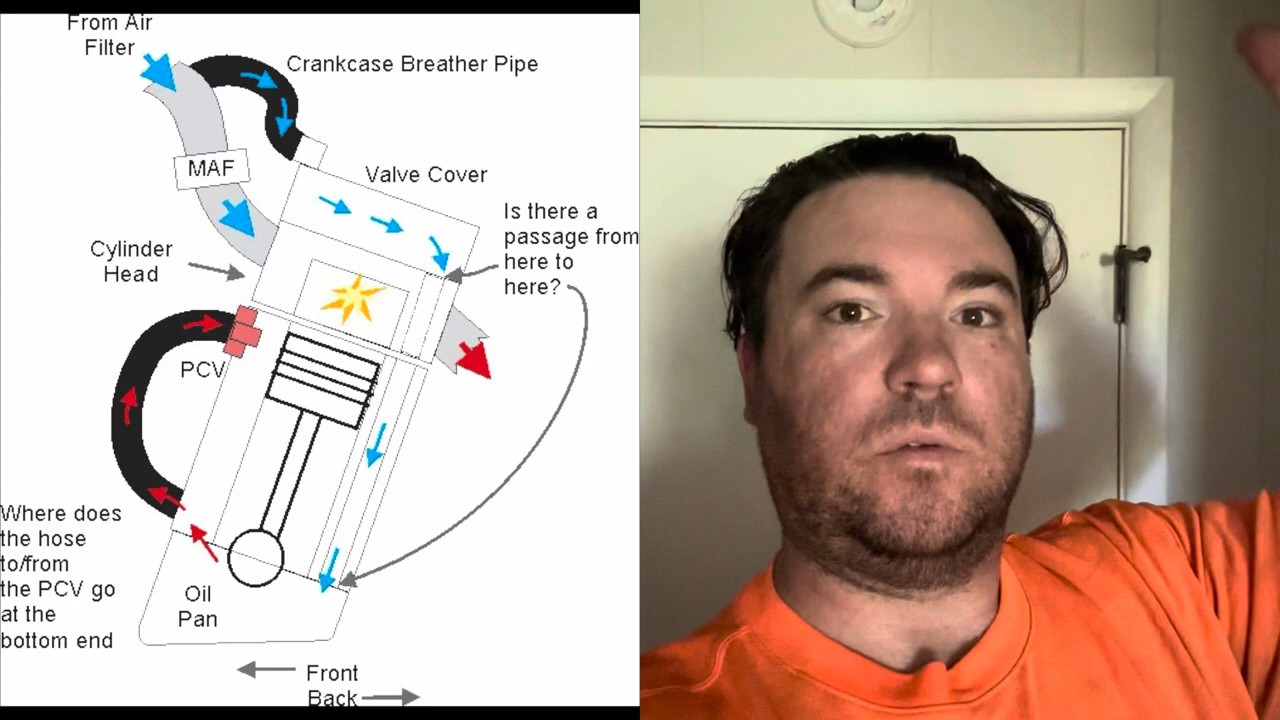 From Air
Filter
Crankcase Breather Pipe
MAF
Valve Cover
Is there a
passage from
here to
here?
Cylinder
Head
PCV
Where does
the hose
to/from
the PCV go
at the
bottom end
Oil
Pan
Front
Back